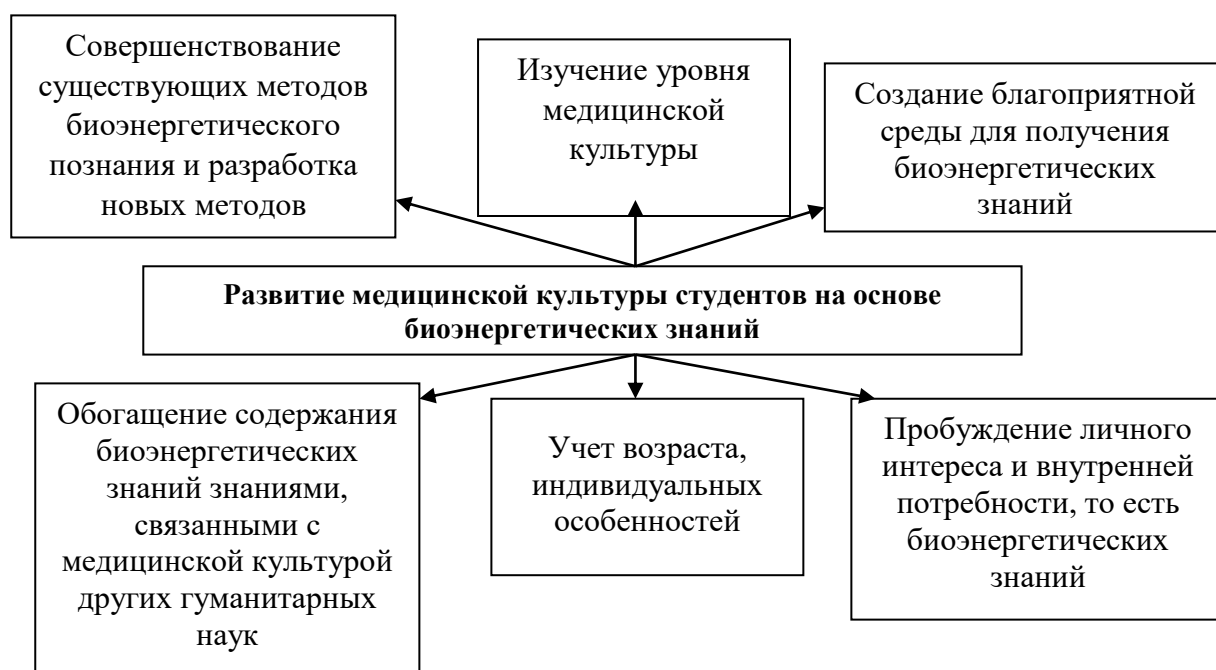 Совершенствование
существующих методов
биоэнергетического
познания и разработка
новых методов
Изучение уровня
медицинской
культуры
Создание благоприятной
среды для получения
биоэнергетических
знаний
Развитие медицинской культуры студентов на основе
биоэнергетических знаний
Обогащение содержания
биоэнергетических
знаний знаниями,
связанными с
медицинской культурой
других гуманитарных
наук
Учет возраста,
индивидуальных
особенностей
Пробуждение личного
интереса и внутренней
потребности, то есть
биоэнергетических
знаний